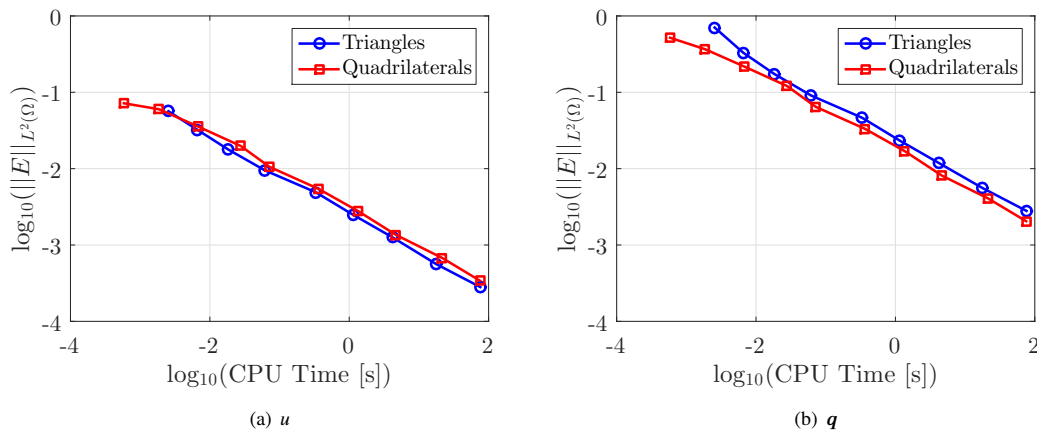 0
-1
-2
-3
-4
-4
-2
0
2
log₁₀(||E||_{L²(Ω)})
log₁₀(CPU Time [s])
Triangles
Quadrilaterals
(a) u
0
-1
-2
-3
-4
-4
-2
0
2
log₁₀(||E||_{L²(Ω)})
log₁₀(CPU Time [s])
Triangles
Quadrilaterals
(b) q